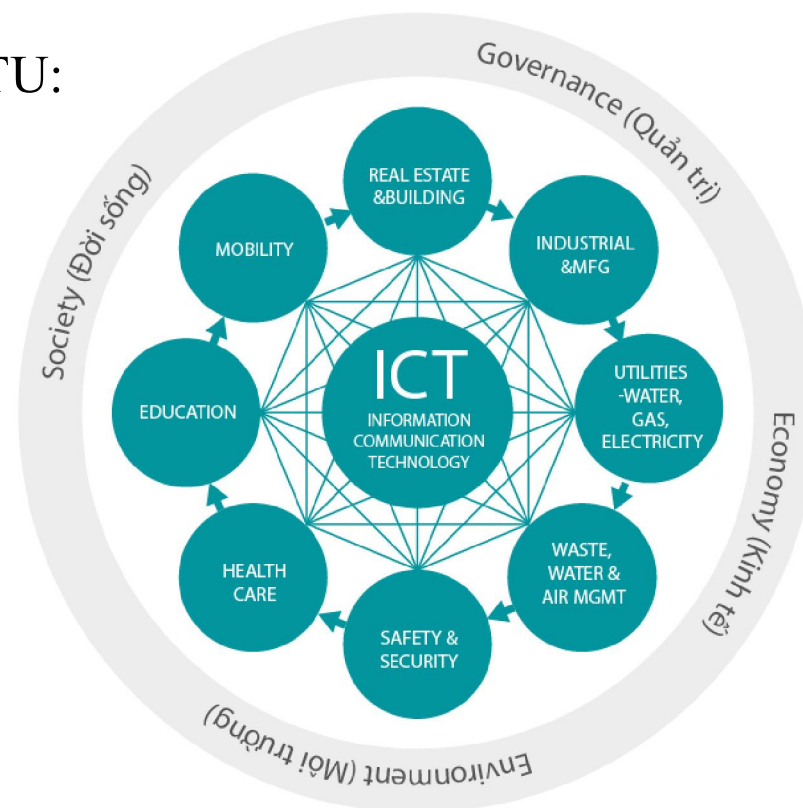 TU:
Governance (Quản trị)
Society (Đời sống)
Economy (Kinh tế)
Environment (Môi trường)
REAL ESTATE
&BUILDING
INDUSTRIAL
&MFG
UTILITIES
-WATER,
GAS,
ELECTRICITY
WASTE,
WATER &
AIR MGMT
SAFETY &
SECURITY
HEALTH
CARE
EDUCATION
MOBILITY
ICT
INFORMATION
COMMUNICATION
TECHNOLOGY